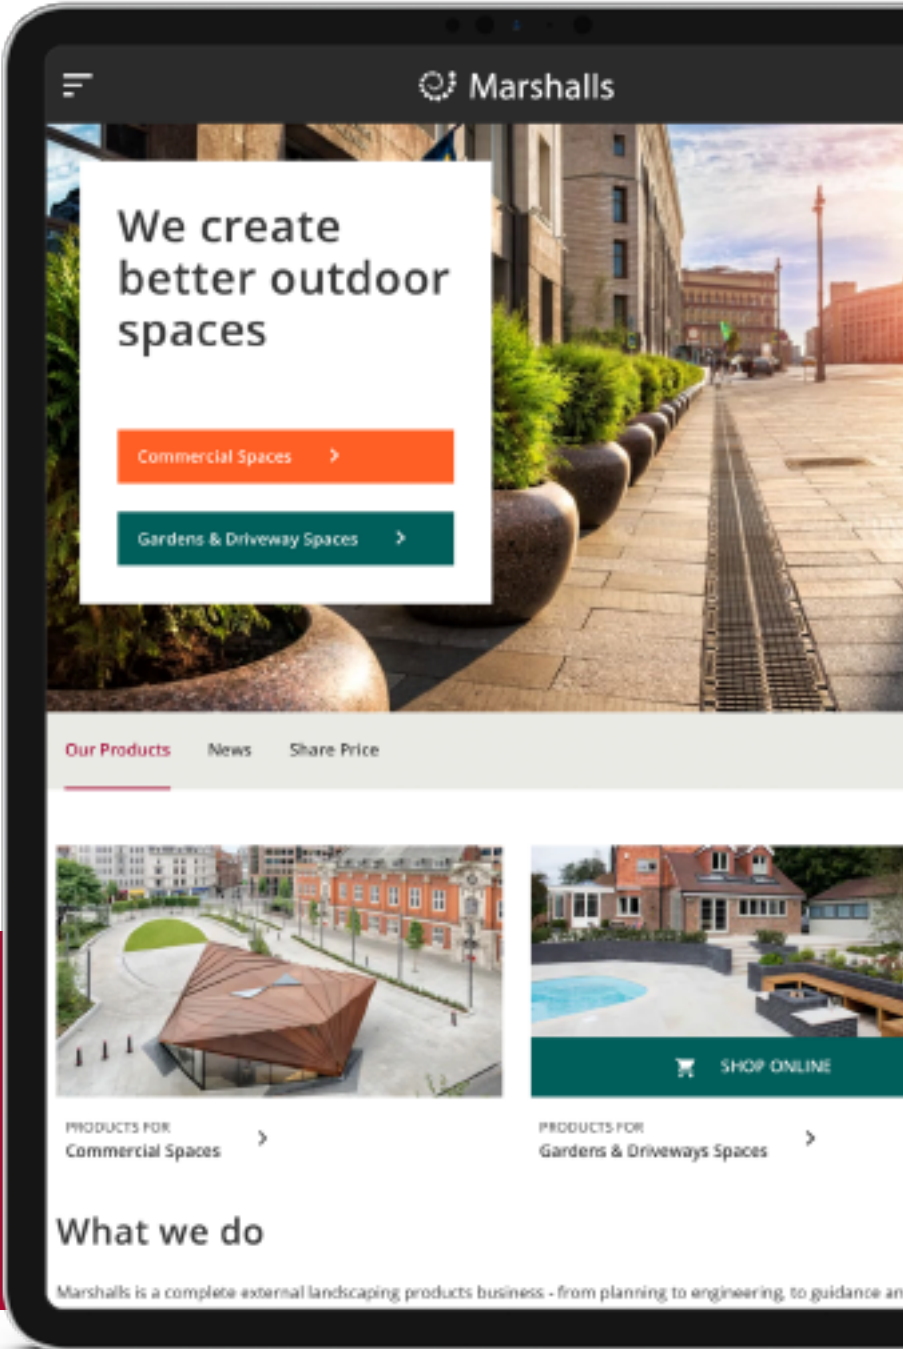 Marshalls
We create
better outdoor
spaces
Commercial Spaces
Gardens & Driveway Spaces
Our Products News Share Price
SHOP ONLINE
PRODUCTS FOR
Commercial Spaces
PRODUCTS FOR
Gardens & Driveways Spaces
What we do
Marshalls is a complete external landscaping products business - from planning to engineering, to guidance an